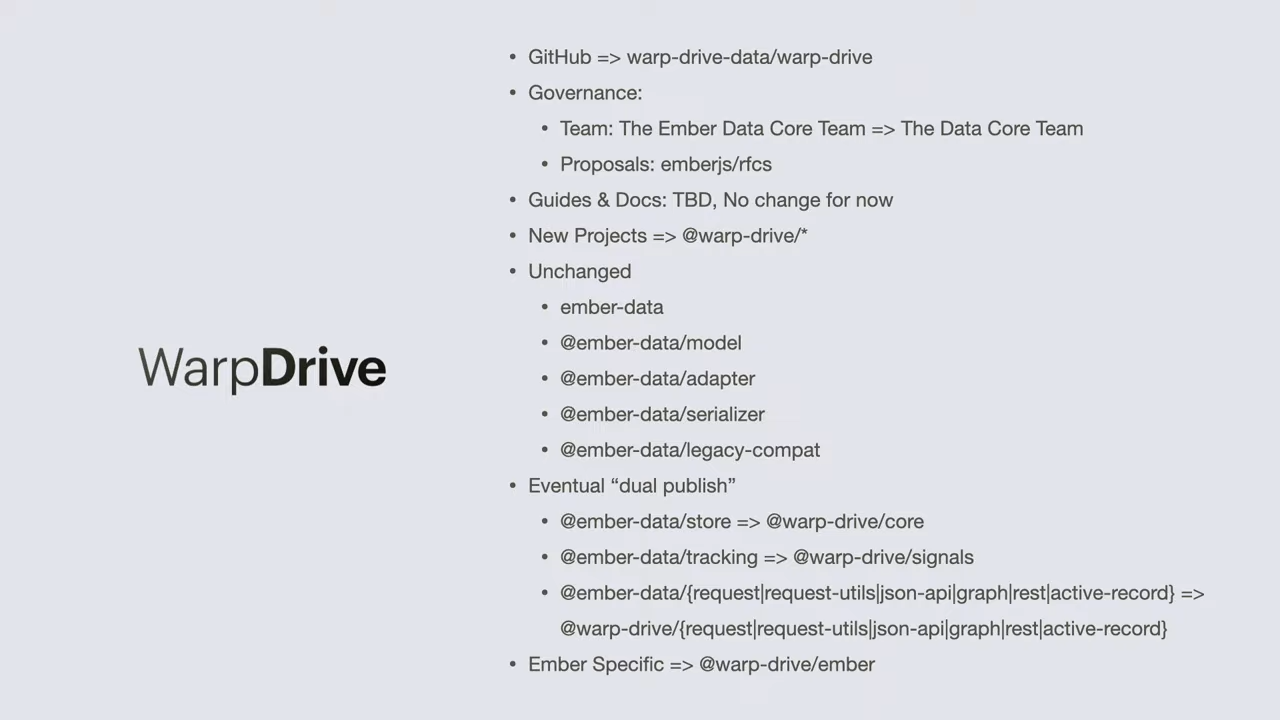 WarpDrive
• GitHub => warp-drive-data/warp-drive
• Governance:
• Team: The Ember Data Core Team => The Data Core Team
• Proposals: emberjs/rfcs
• Guides & Docs: TBD, No change for now
• New Projects => @warp-drive/*
• Unchanged
• ember-data
• @ember-data/model
• @ember-data/adapter
• @ember-data/serializer
• @ember-data/legacy-compat
• Eventual “dual publish”
• @ember-data/store => @warp-drive/core
• @ember-data/tracking => @warp-drive/signals
• @ember-data/{request|request-utils|json-api|graph|rest|active-record} =>
@warp-drive/{request|request-utils|json-api|graph|rest|active-record}
• Ember Specific => @warp-drive/ember